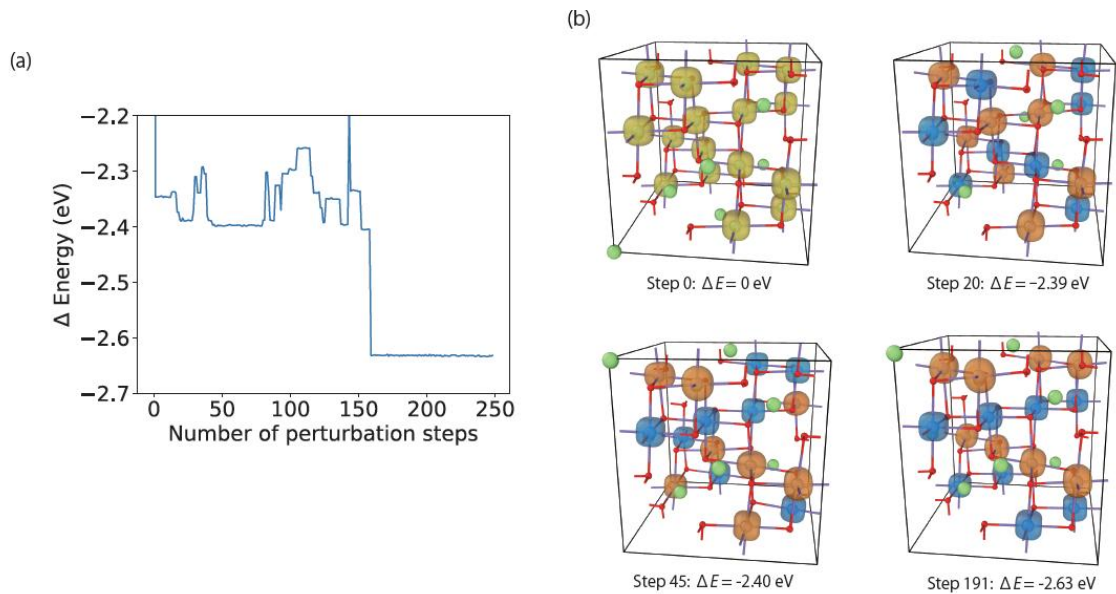 (a)
−2.2
−2.3
−2.4
−2.5
−2.6
−2.7
Δ Energy (eV)
0
50
100
150
200
250
Number of perturbation steps
(b)
Step 0: ΔE = 0 eV
Step 20: ΔE = −2.39 eV
Step 45: ΔE = -2.40 eV
Step 191: ΔE = -2.63 eV